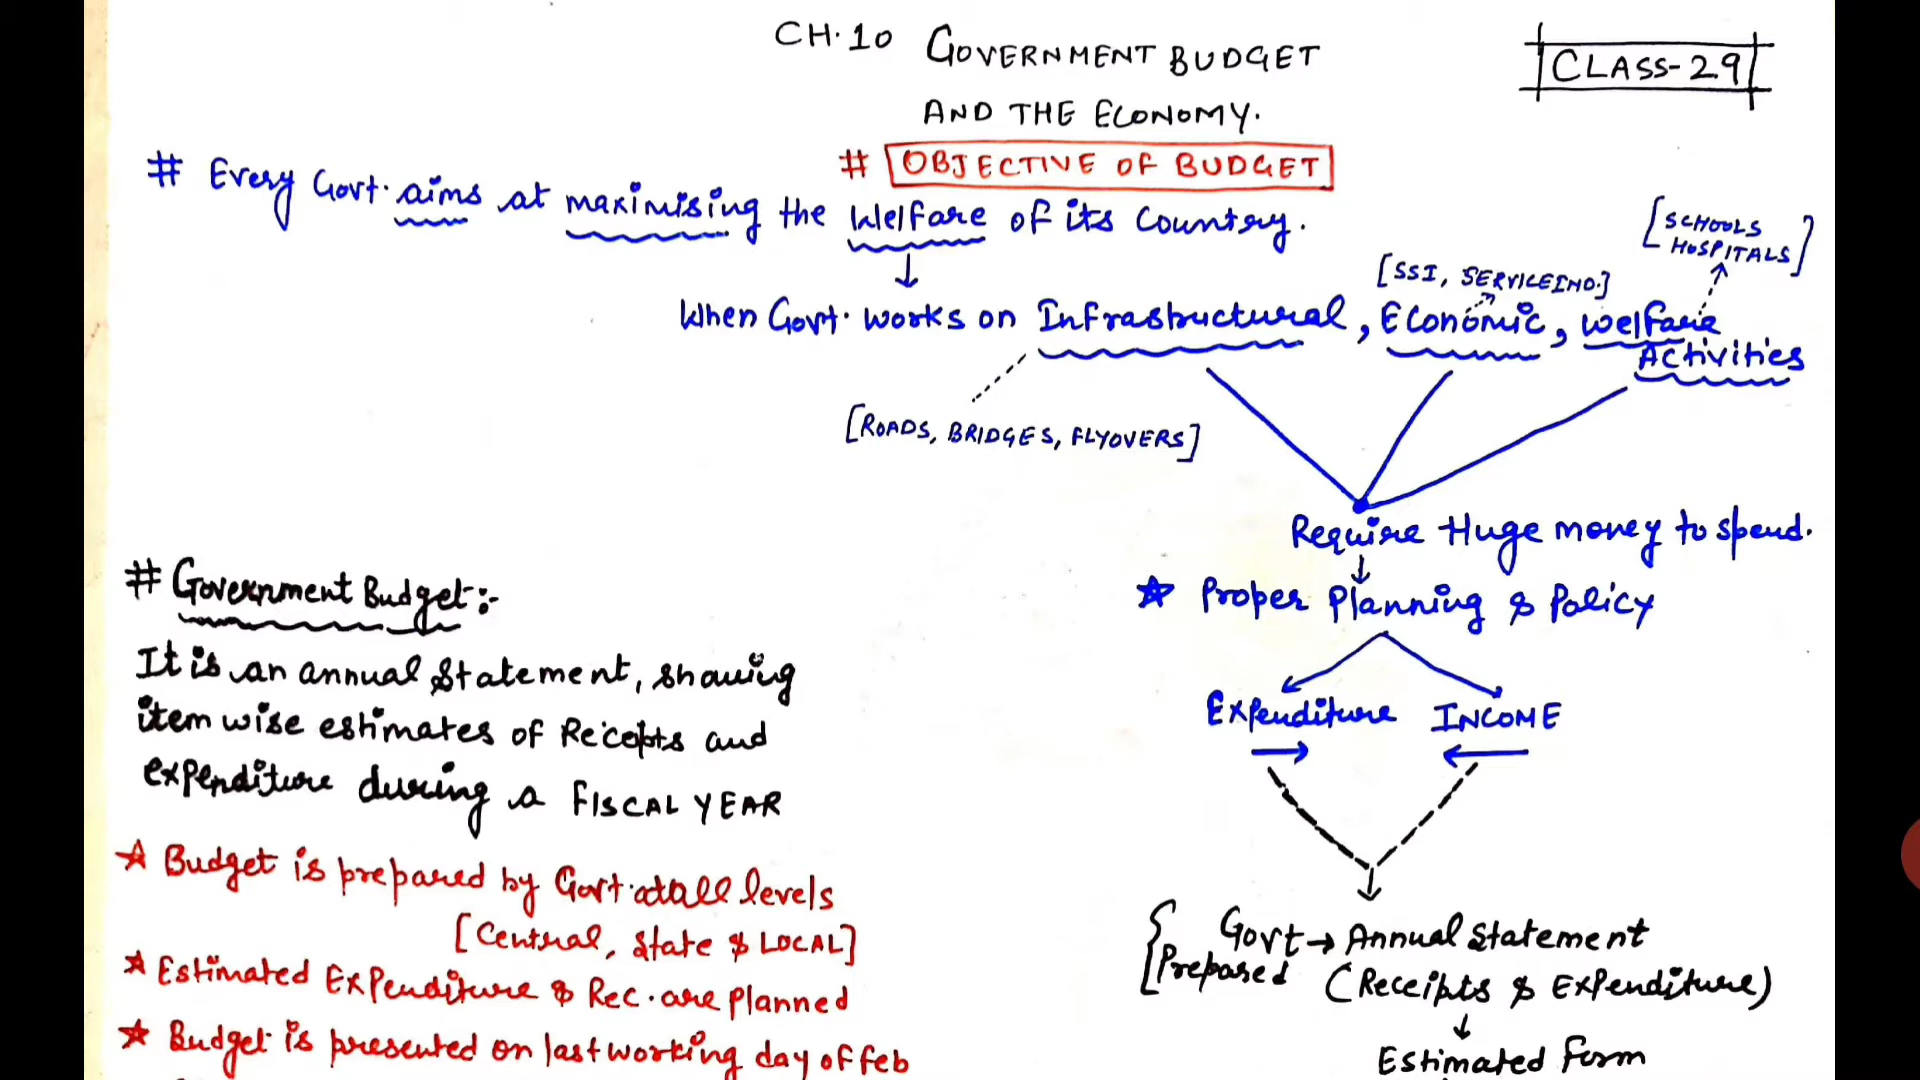 CH.10 GOVERNMENT BUDGET
AND THE ECONOMY.
CLASS-29
# OBJECTIVE OF BUDGET
# Every Govt. aims at maximising the Welfare of its Country.
[SCHOOLS
HOSPITALS]
[SSI, SERVICE IND.]
When Govt. works on Infrastructural, Economic, Welfare
Activities
[ROADS, BRIDGES, FLYOVERS]
Require Huge money to spend.
★ Proper Planning & Policy
Expenditure INCOME
Govt → Annual Statement
Prepared (Receipts & Expenditure)
Estimated Form
# Government Budget:-
It is an annual Statement, showing
item wise estimates of Receipts and
expenditure during a FISCAL YEAR
★ Budget is prepared by Govt. at all levels
[Central, State & LOCAL]
★ Estimated Expenditure & Rec. are planned
★ Budget is presented on last working day of feb